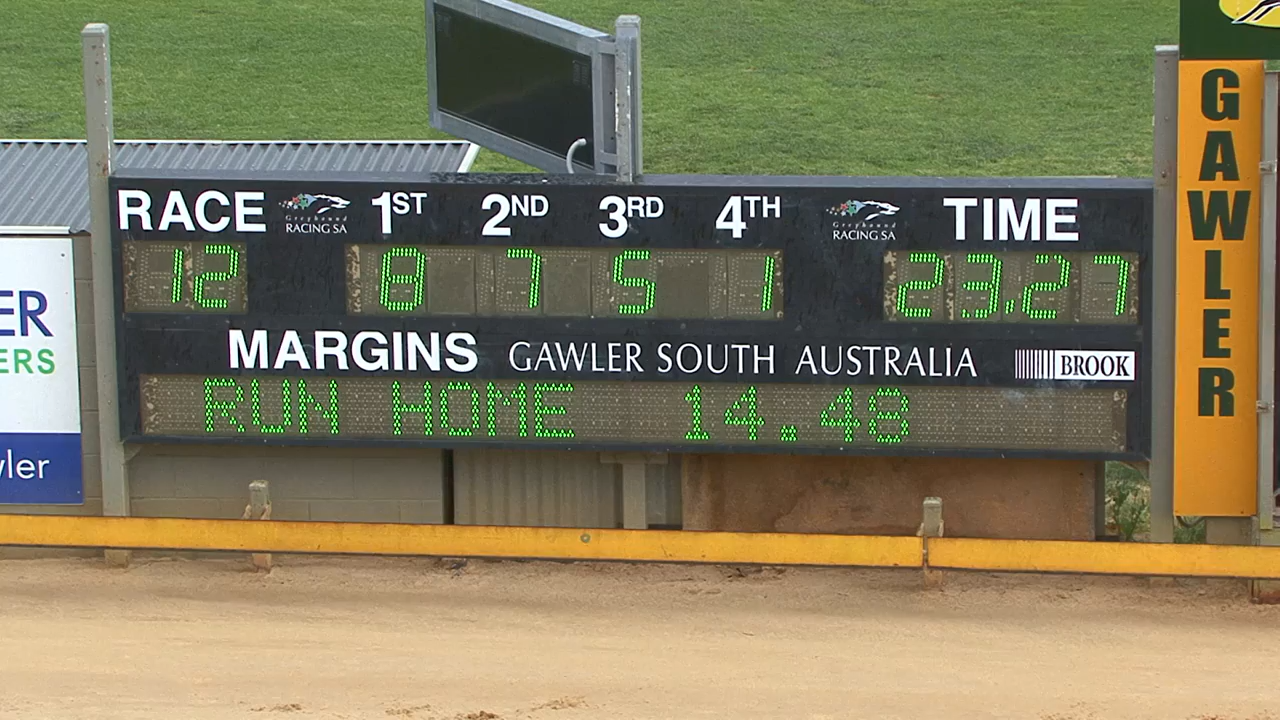 RACE Greyhound RACING SA 1ST 2ND 3RD 4TH Greyhound RACING SA TIME
12 8 7 5 1 23.27
MARGINS GAWLER SOUTH AUSTRALIA BROOK
RUN HOME 14.48
GAWLER
ER
ERS
wler